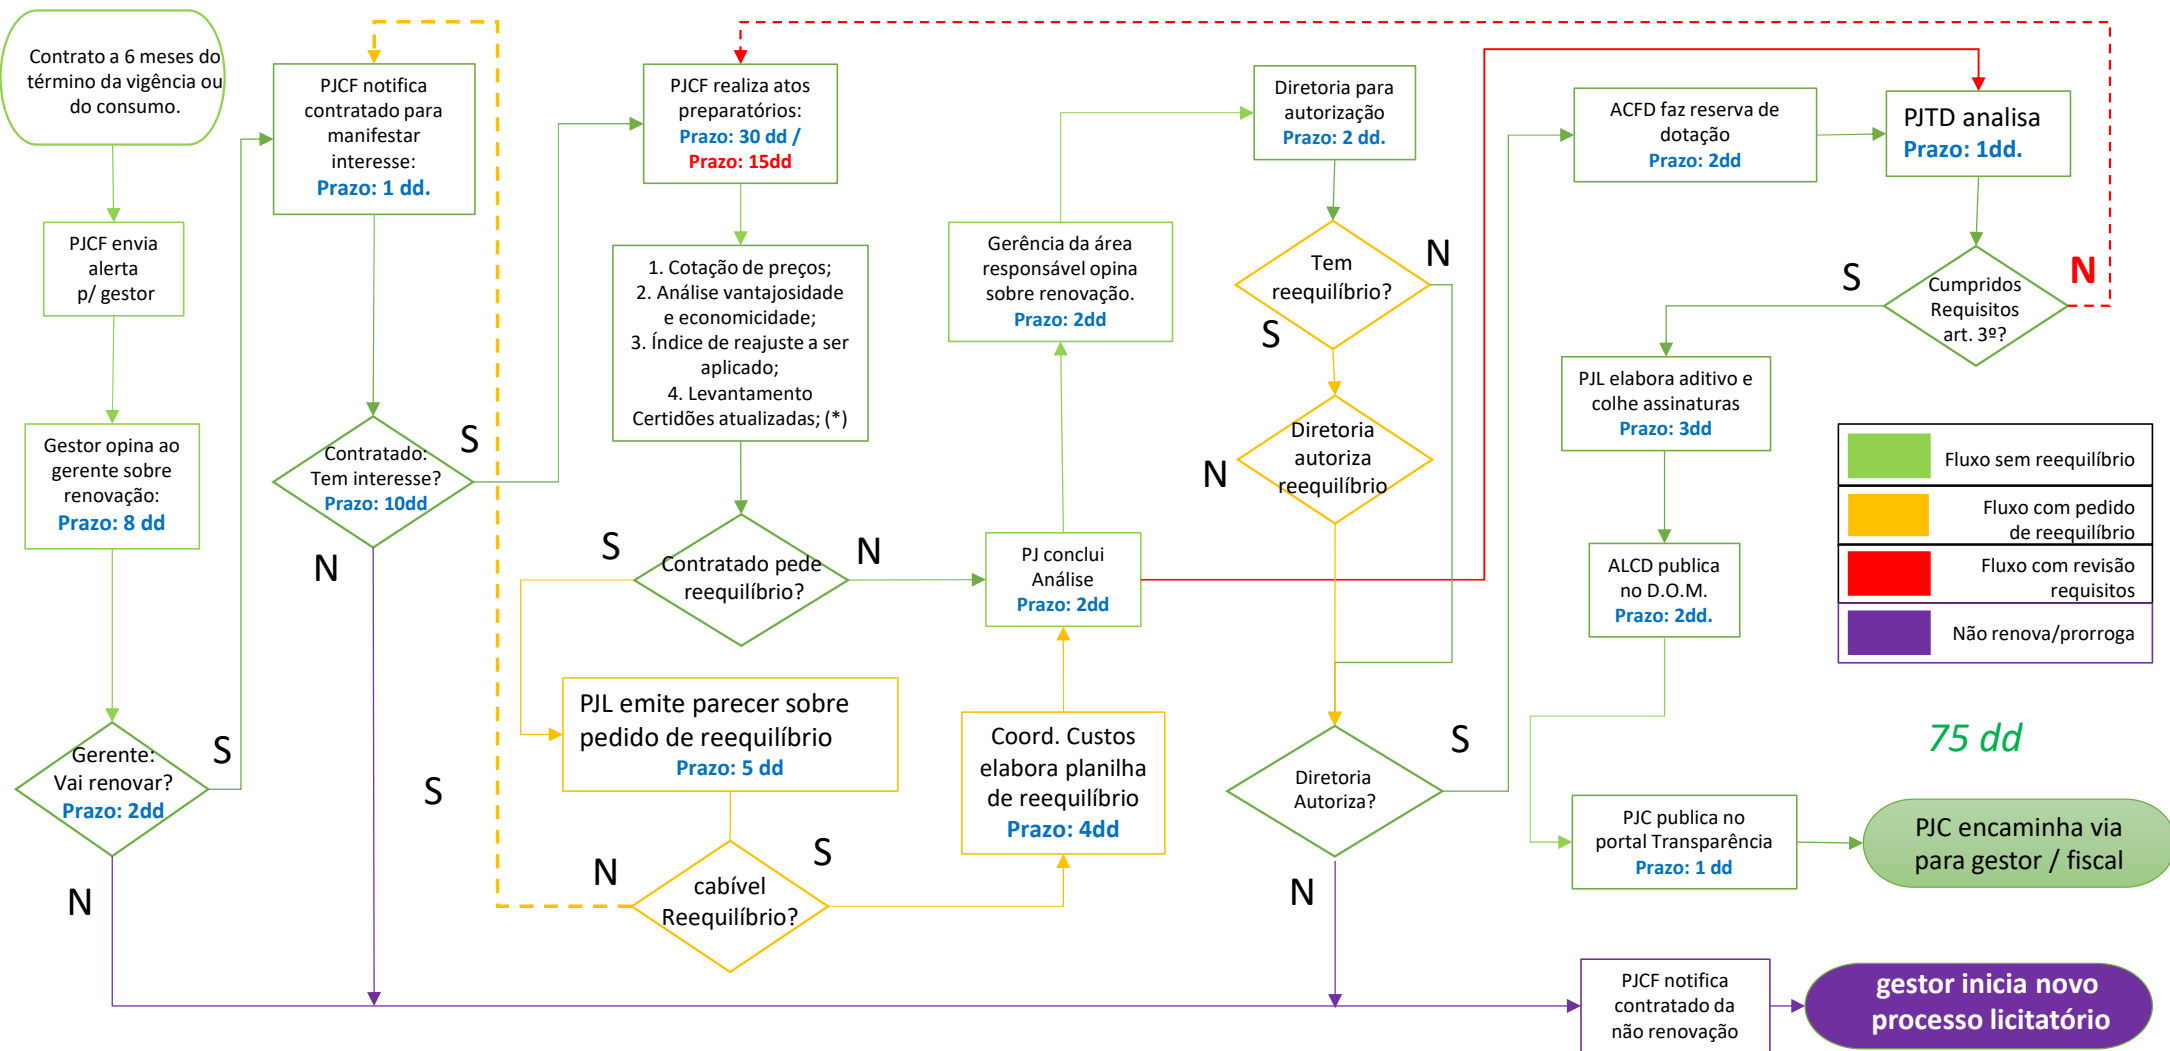 Contrato a 6 meses do
término da vigência ou
do consumo.
PJCF envia
alerta
p/ gestor
Gestor opina ao
gerente sobre
renovação:
Prazo: 8 dd
Gerente:
Vai renovar?
Prazo: 2dd
S
N
PJCF notifica
contratado para
manifestar
interesse:
Prazo: 1 dd.
Contratado:
Tem interesse?
Prazo: 10dd
S
N
S
PJCF realiza atos
preparatórios:
Prazo: 30 dd /
Prazo: 15dd
1. Cotação de preços;
2. Análise vantajosidade
e economicidade;
3. Índice de reajuste a ser
aplicado;
4. Levantamento
Certidões atualizadas; (*)
Contratado pede
reequilíbrio?
S
N
PJL emite parecer sobre
pedido de reequilíbrio
Prazo: 5 dd
cabível
Reequilíbrio?
N
S
Coord. Custos
elabora planilha
de reequilíbrio
Prazo: 4dd
PJ conclui
Análise
Prazo: 2dd
Gerência da área
responsável opina
sobre renovação.
Prazo: 2dd
Diretoria para
autorização
Prazo: 2 dd.
Tem
reequilíbrio?
N
S
Diretoria
autoriza
reequilíbrio
N
Diretoria
Autoriza?
S
N
ACFD faz reserva de
dotação
Prazo: 2dd
PJTD analisa
Prazo: 1dd.
Cumpridos
Requisitos
art. 3º?
S
N
PJL elabora aditivo e
colhe assinaturas
Prazo: 3dd
ALCD publica
no D.O.M.
Prazo: 2dd.
PJC publica no
portal Transparência
Prazo: 1 dd
PJC encaminha via
para gestor / fiscal
PJCF notifica
contratado da
não renovação
gestor inicia novo
processo licitatório
Fluxo sem reequilíbrio
Fluxo com pedido
de reequilíbrio
Fluxo com revisão
requisitos
Não renova/prorroga
75 dd